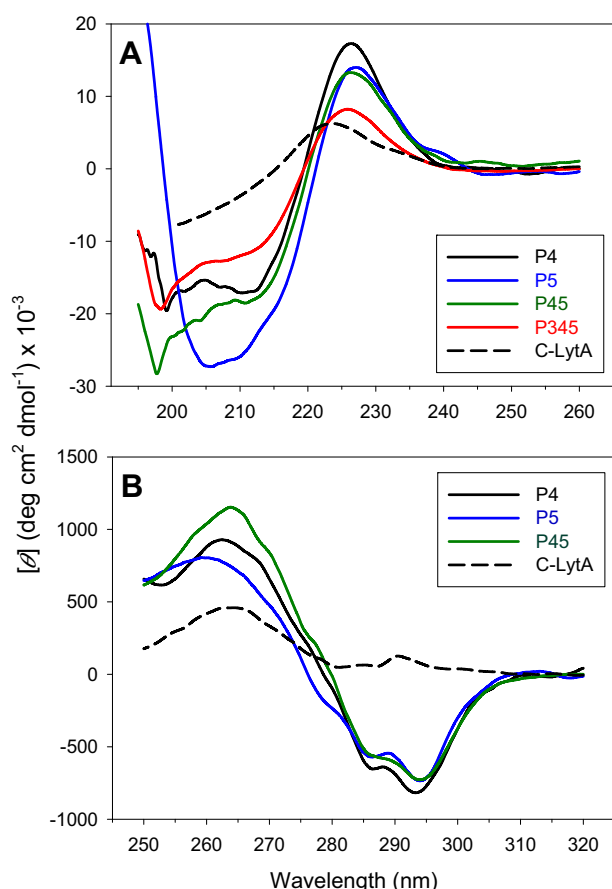 A
20
10
0
-10
-20
-30
200 210 220 230 240 250 260
P4
P5
P45
P345
C-LytA
[θ] (deg cm² dmol⁻¹) x 10⁻³
B
1500
1000
500
0
-500
-1000
250 260 270 280 290 300 310 320
P4
P5
P45
C-LytA
Wavelength (nm)